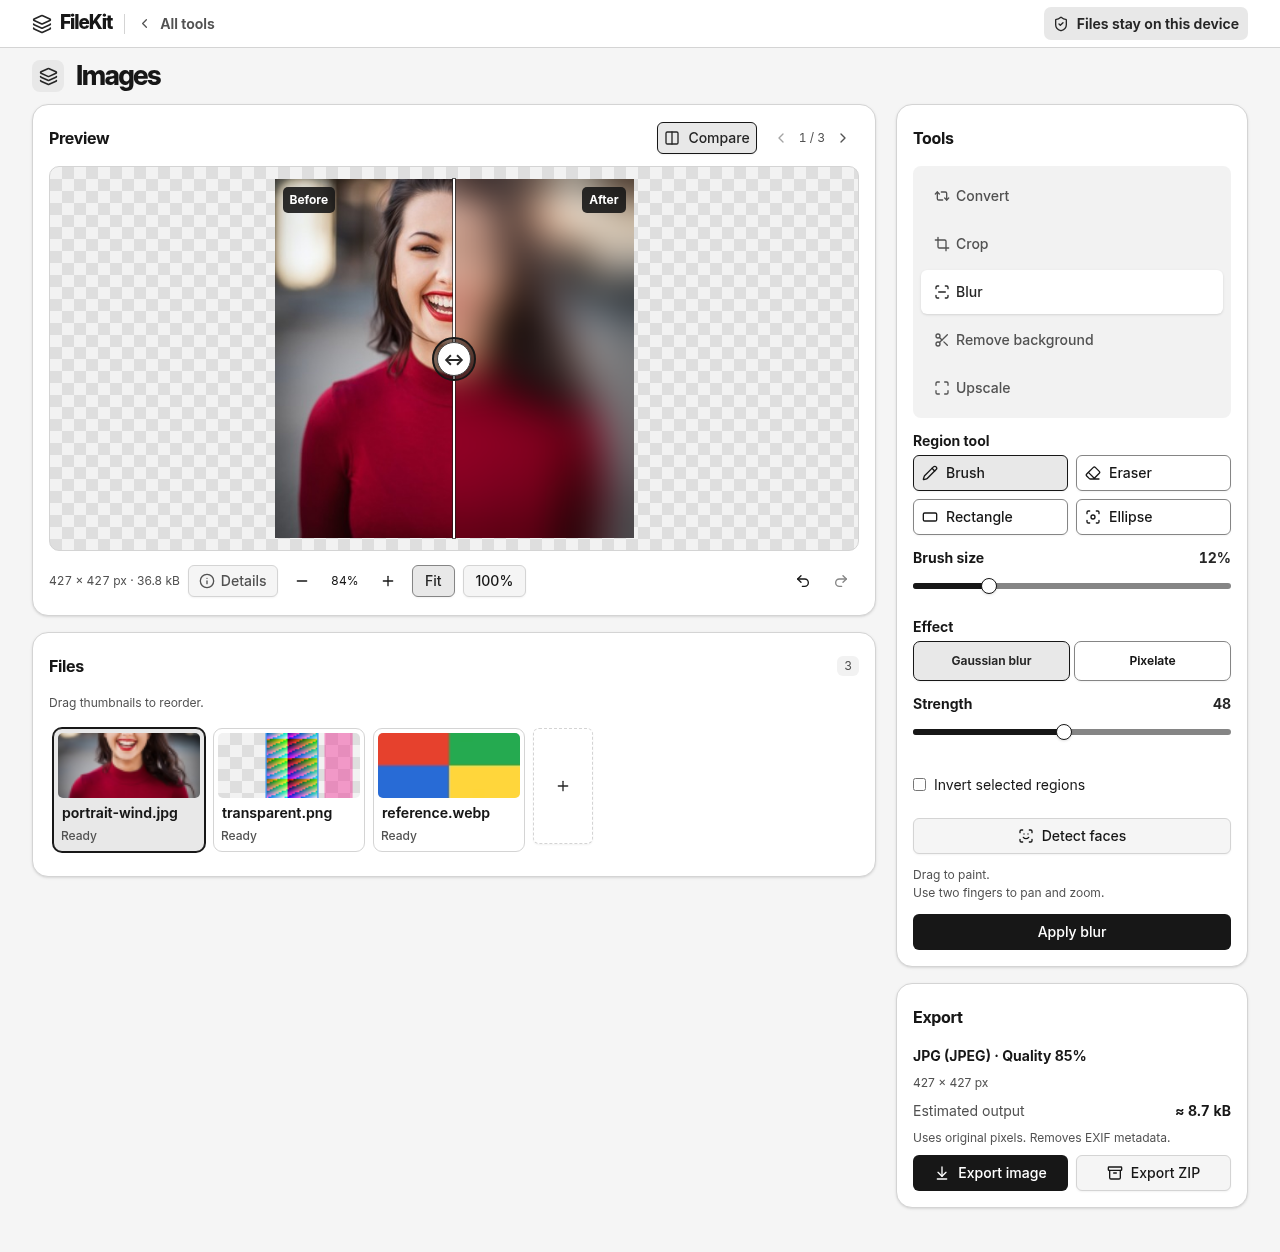 FileKit
All tools
Files stay on this device
Images
Preview
Compare
1 / 3
Before
After
427 × 427 px · 36.8 kB
Details
84%
Fit
100%
Files
3
Drag thumbnails to reorder.
portrait-wind.jpg
Ready
transparent.png
Ready
reference.webp
Ready
Tools
Convert
Crop
Blur
Remove background
Upscale
Region tool
Brush
Eraser
Rectangle
Ellipse
Brush size
12%
Effect
Gaussian blur
Pixelate
Strength
48
Invert selected regions
Detect faces
Drag to paint.
Use two fingers to pan and zoom.
Apply blur
Export
JPG (JPEG) · Quality 85%
427 × 427 px
Estimated output
≈ 8.7 kB
Uses original pixels. Removes EXIF metadata.
Export image
Export ZIP